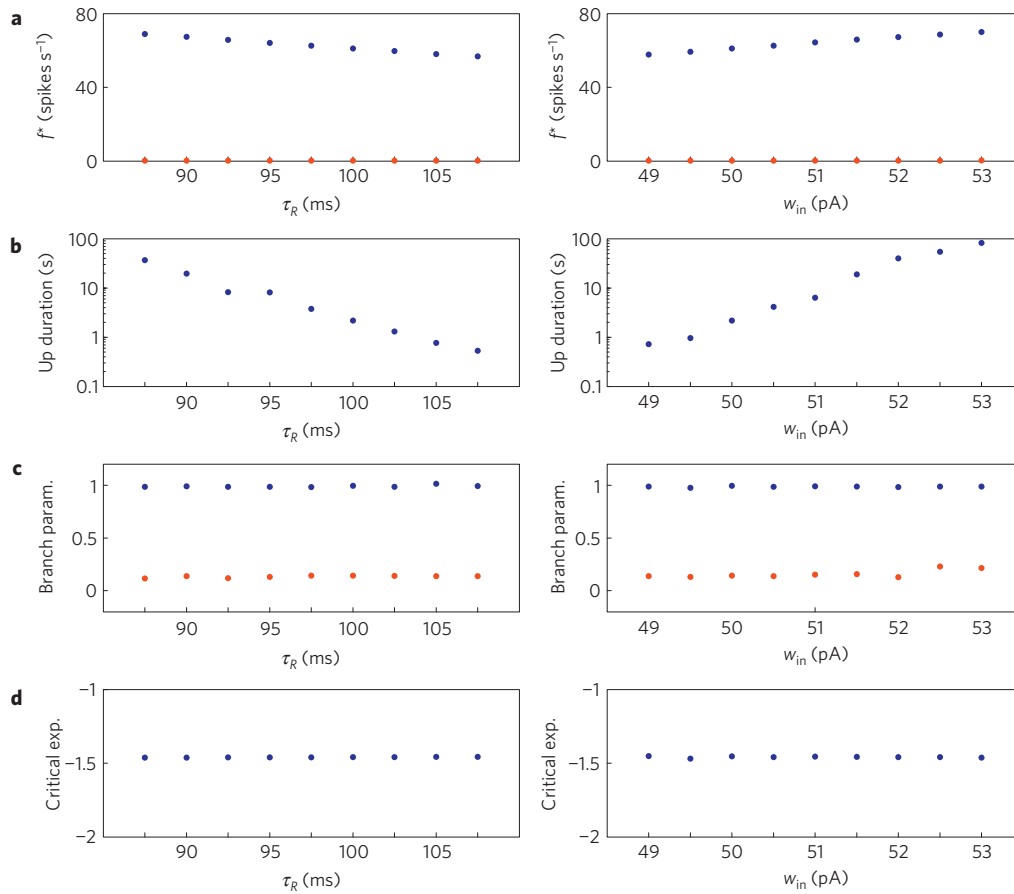 a
f* (spikes s⁻¹)
80
40
0
90 95 100 105
τR (ms)
f* (spikes s⁻¹)
80
40
0
49 50 51 52 53
win (pA)
b
Up duration (s)
100
10
1
0.1
90 95 100 105
τR (ms)
Up duration (s)
100
10
1
0.1
49 50 51 52 53
win (pA)
c
Branch param.
1
0.5
0
90 95 100 105
τR (ms)
Branch param.
1
0.5
0
49 50 51 52 53
win (pA)
d
Critical exp.
−1
−1.5
−2
90 95 100 105
τR (ms)
Critical exp.
−1
−1.5
−2
49 50 51 52 53
win (pA)